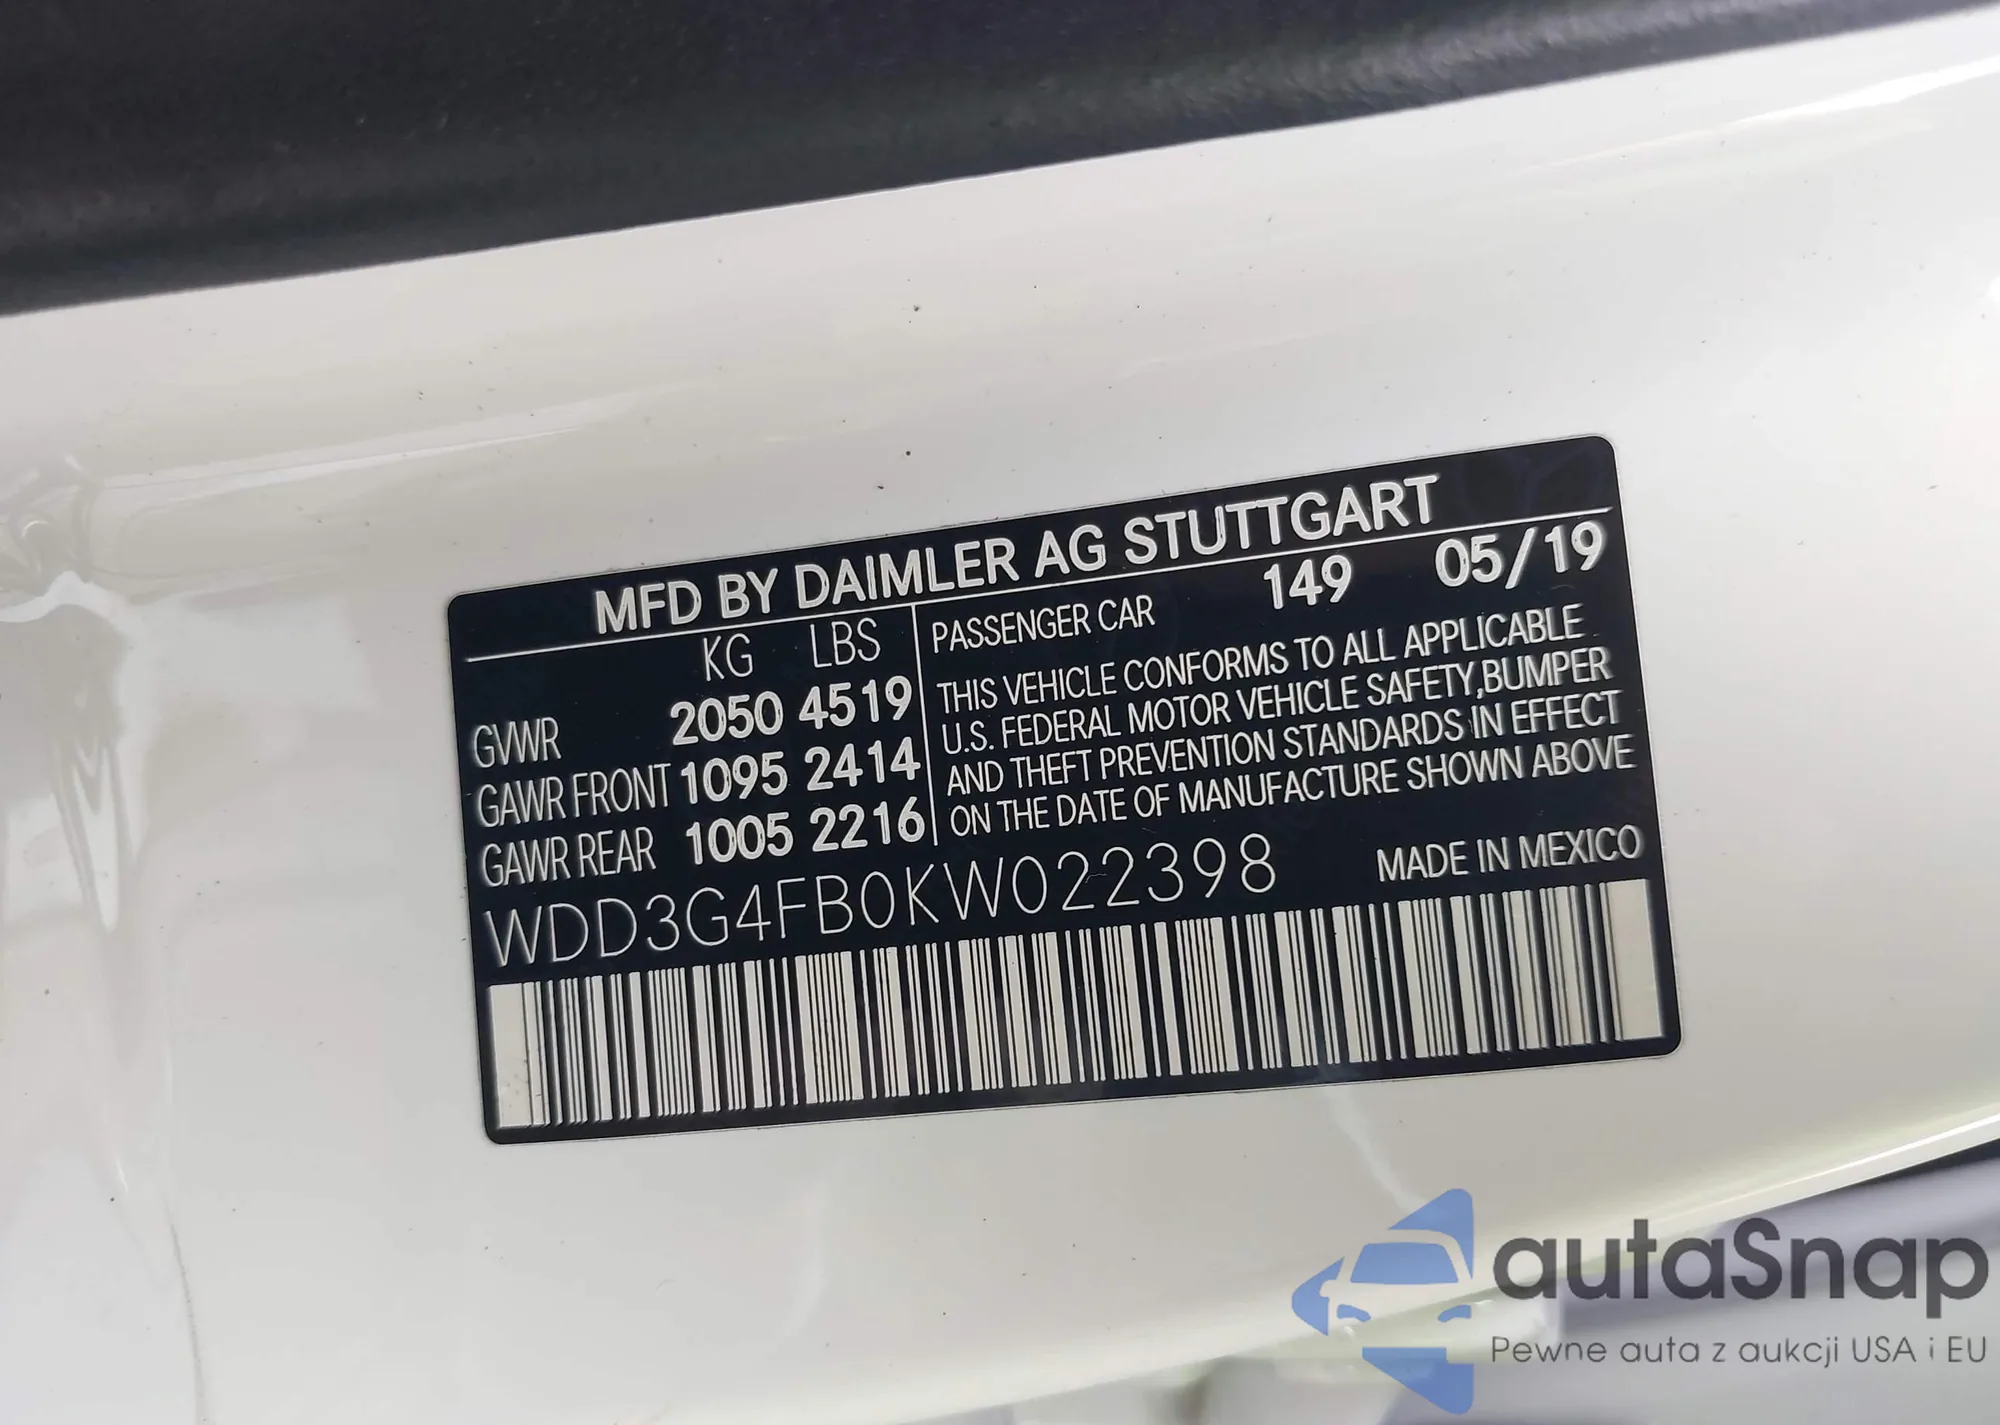 MFD BY DAIMLER AG STUTTGART
KG LBS
GVWR 2050 4519
GAWR FRONT 1095 2414
GAWR REAR 1005 2216
PASSENGER CAR 149 05/19
THIS VEHICLE CONFORMS TO ALL APPLICABLE
U.S. FEDERAL MOTOR VEHICLE SAFETY,BUMPER
AND THEFT PREVENTION STANDARDS IN EFFECT
ON THE DATE OF MANUFACTURE SHOWN ABOVE
WDD3G4FB0KW022398
MADE IN MEXICO
autaSnap
Pewne auta z aukcji USA i EU